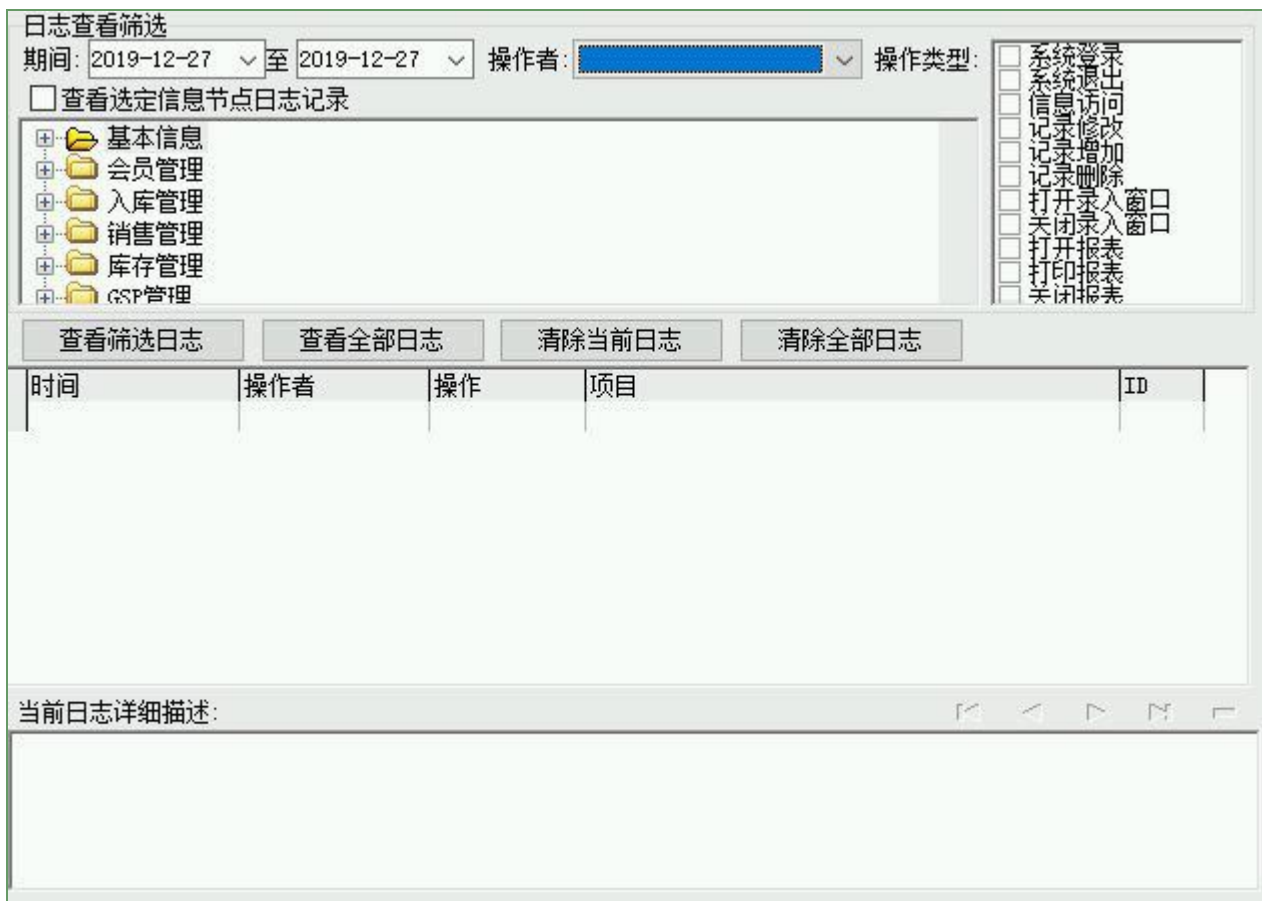 日志查看筛选
期间: 2019-12-27 至 2019-12-27 操作者: 操作类型:
系统登录
系统退出
信息访问
记录修改
记录增加
记录删除
打开录入窗口
关闭录入窗口
打开报表
打印报表
关闭报表
查看选定信息节点日志记录
基本信息
会员管理
入库管理
销售管理
库存管理
GSP管理
查看筛选日志 查看全部日志 清除当前日志 清除全部日志
时间 操作者 操作 项目 ID
当前日志详细描述: